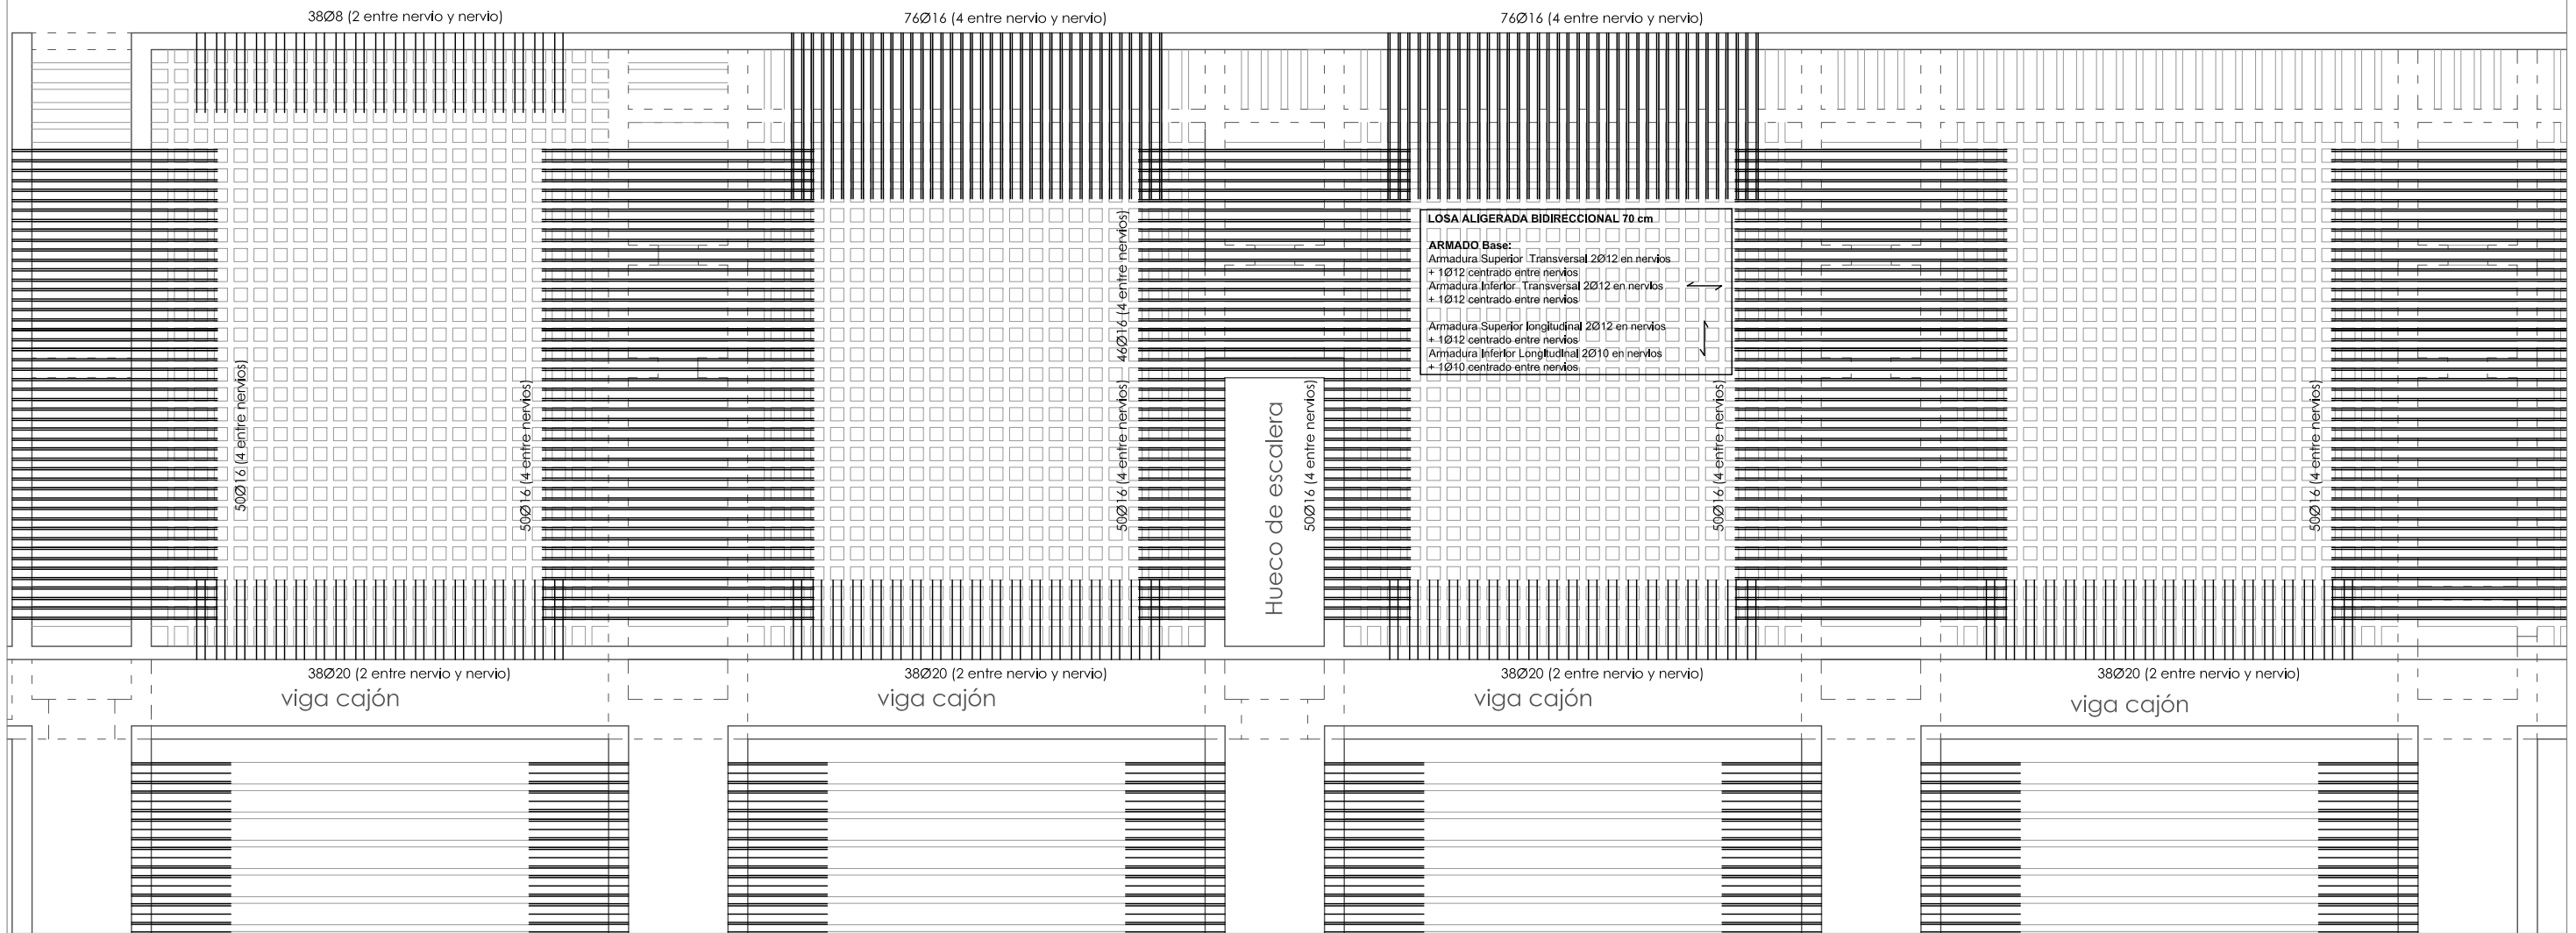 38Ø8 (2 entre nervio y nervio)
76Ø16 (4 entre nervio y nervio)
76Ø16 (4 entre nervio y nervio)
LOSA ALIGERADA BIDIRECCIONAL 70 cm
ARMADO Base:
Armadura Superior Transversal 2Ø12 en nervios
+ 1Ø12 centrado entre nervios
Armadura Inferior Transversal 2Ø12 en nervios
+ 1Ø12 centrado entre nervios
Armadura Superior longitudinal 2Ø12 en nervios
+ 1Ø12 centrado entre nervios
Armadura Inferior Longitudinal 2Ø10 en nervios
+ 1Ø10 centrado entre nervios
50Ø16 (4 entre nervios)
50Ø16 (4 entre nervios)
46Ø16 (4 entre nervios)
50Ø16 (4 entre nervios)
Hueco de escalera
50Ø16 (4 entre nervios)
50Ø16 (4 entre nervios)
50Ø16 (4 entre nervios)
38Ø20 (2 entre nervio y nervio)
38Ø20 (2 entre nervio y nervio)
38Ø20 (2 entre nervio y nervio)
38Ø20 (2 entre nervio y nervio)
viga cajón
viga cajón
viga cajón
viga cajón